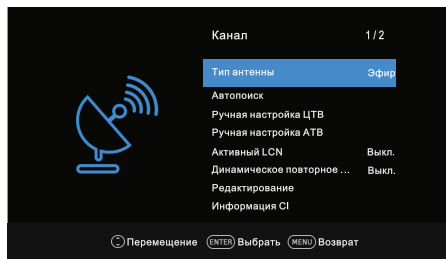 Канал 1/2
Тип антенны Эфир
Автопоиск
Ручная настройка ЦТВ
Ручная настройка АТВ
Активный LCN Выкл.
Динамическое повторное ... Выкл.
Редактирование
Информация CI
Перемещение ENTER Выбрать MENU Возврат